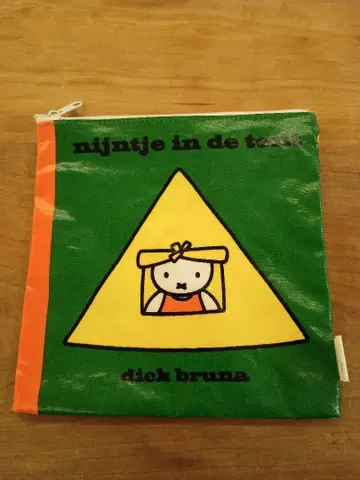 nijntje in de tent
dick bruna